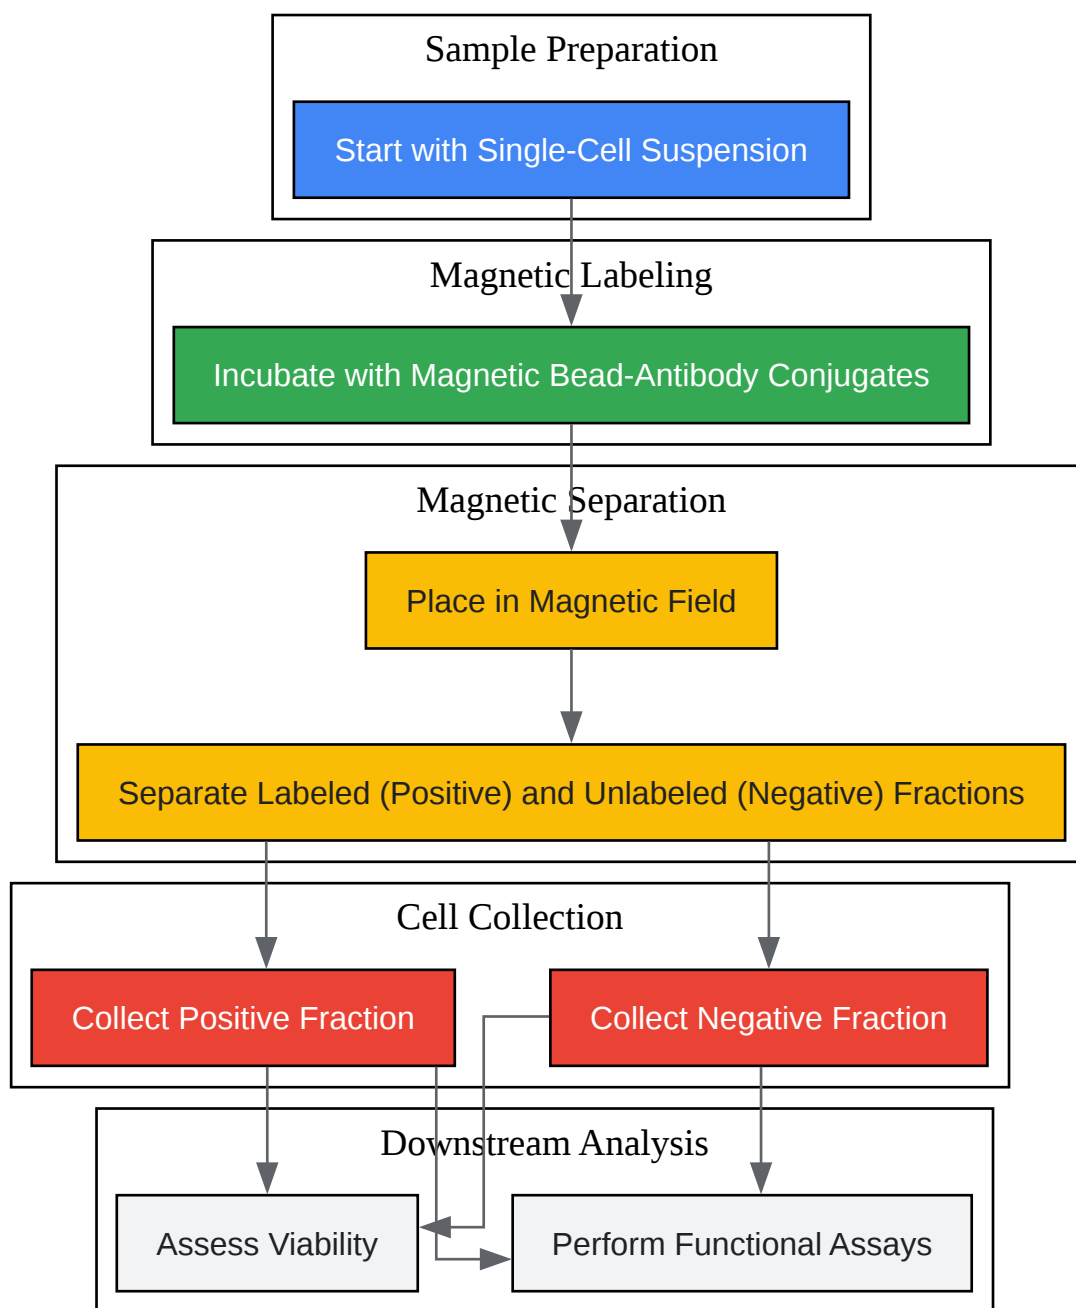 Sample Preparation
Start with Single-Cell Suspension
Magnetic Labeling
Incubate with Magnetic Bead-Antibody Conjugates
Magnetic Separation
Place in Magnetic Field
Separate Labeled (Positive) and Unlabeled (Negative) Fractions
Cell Collection
Collect Positive Fraction
Collect Negative Fraction
Downstream Analysis
Assess Viability
Perform Functional Assays